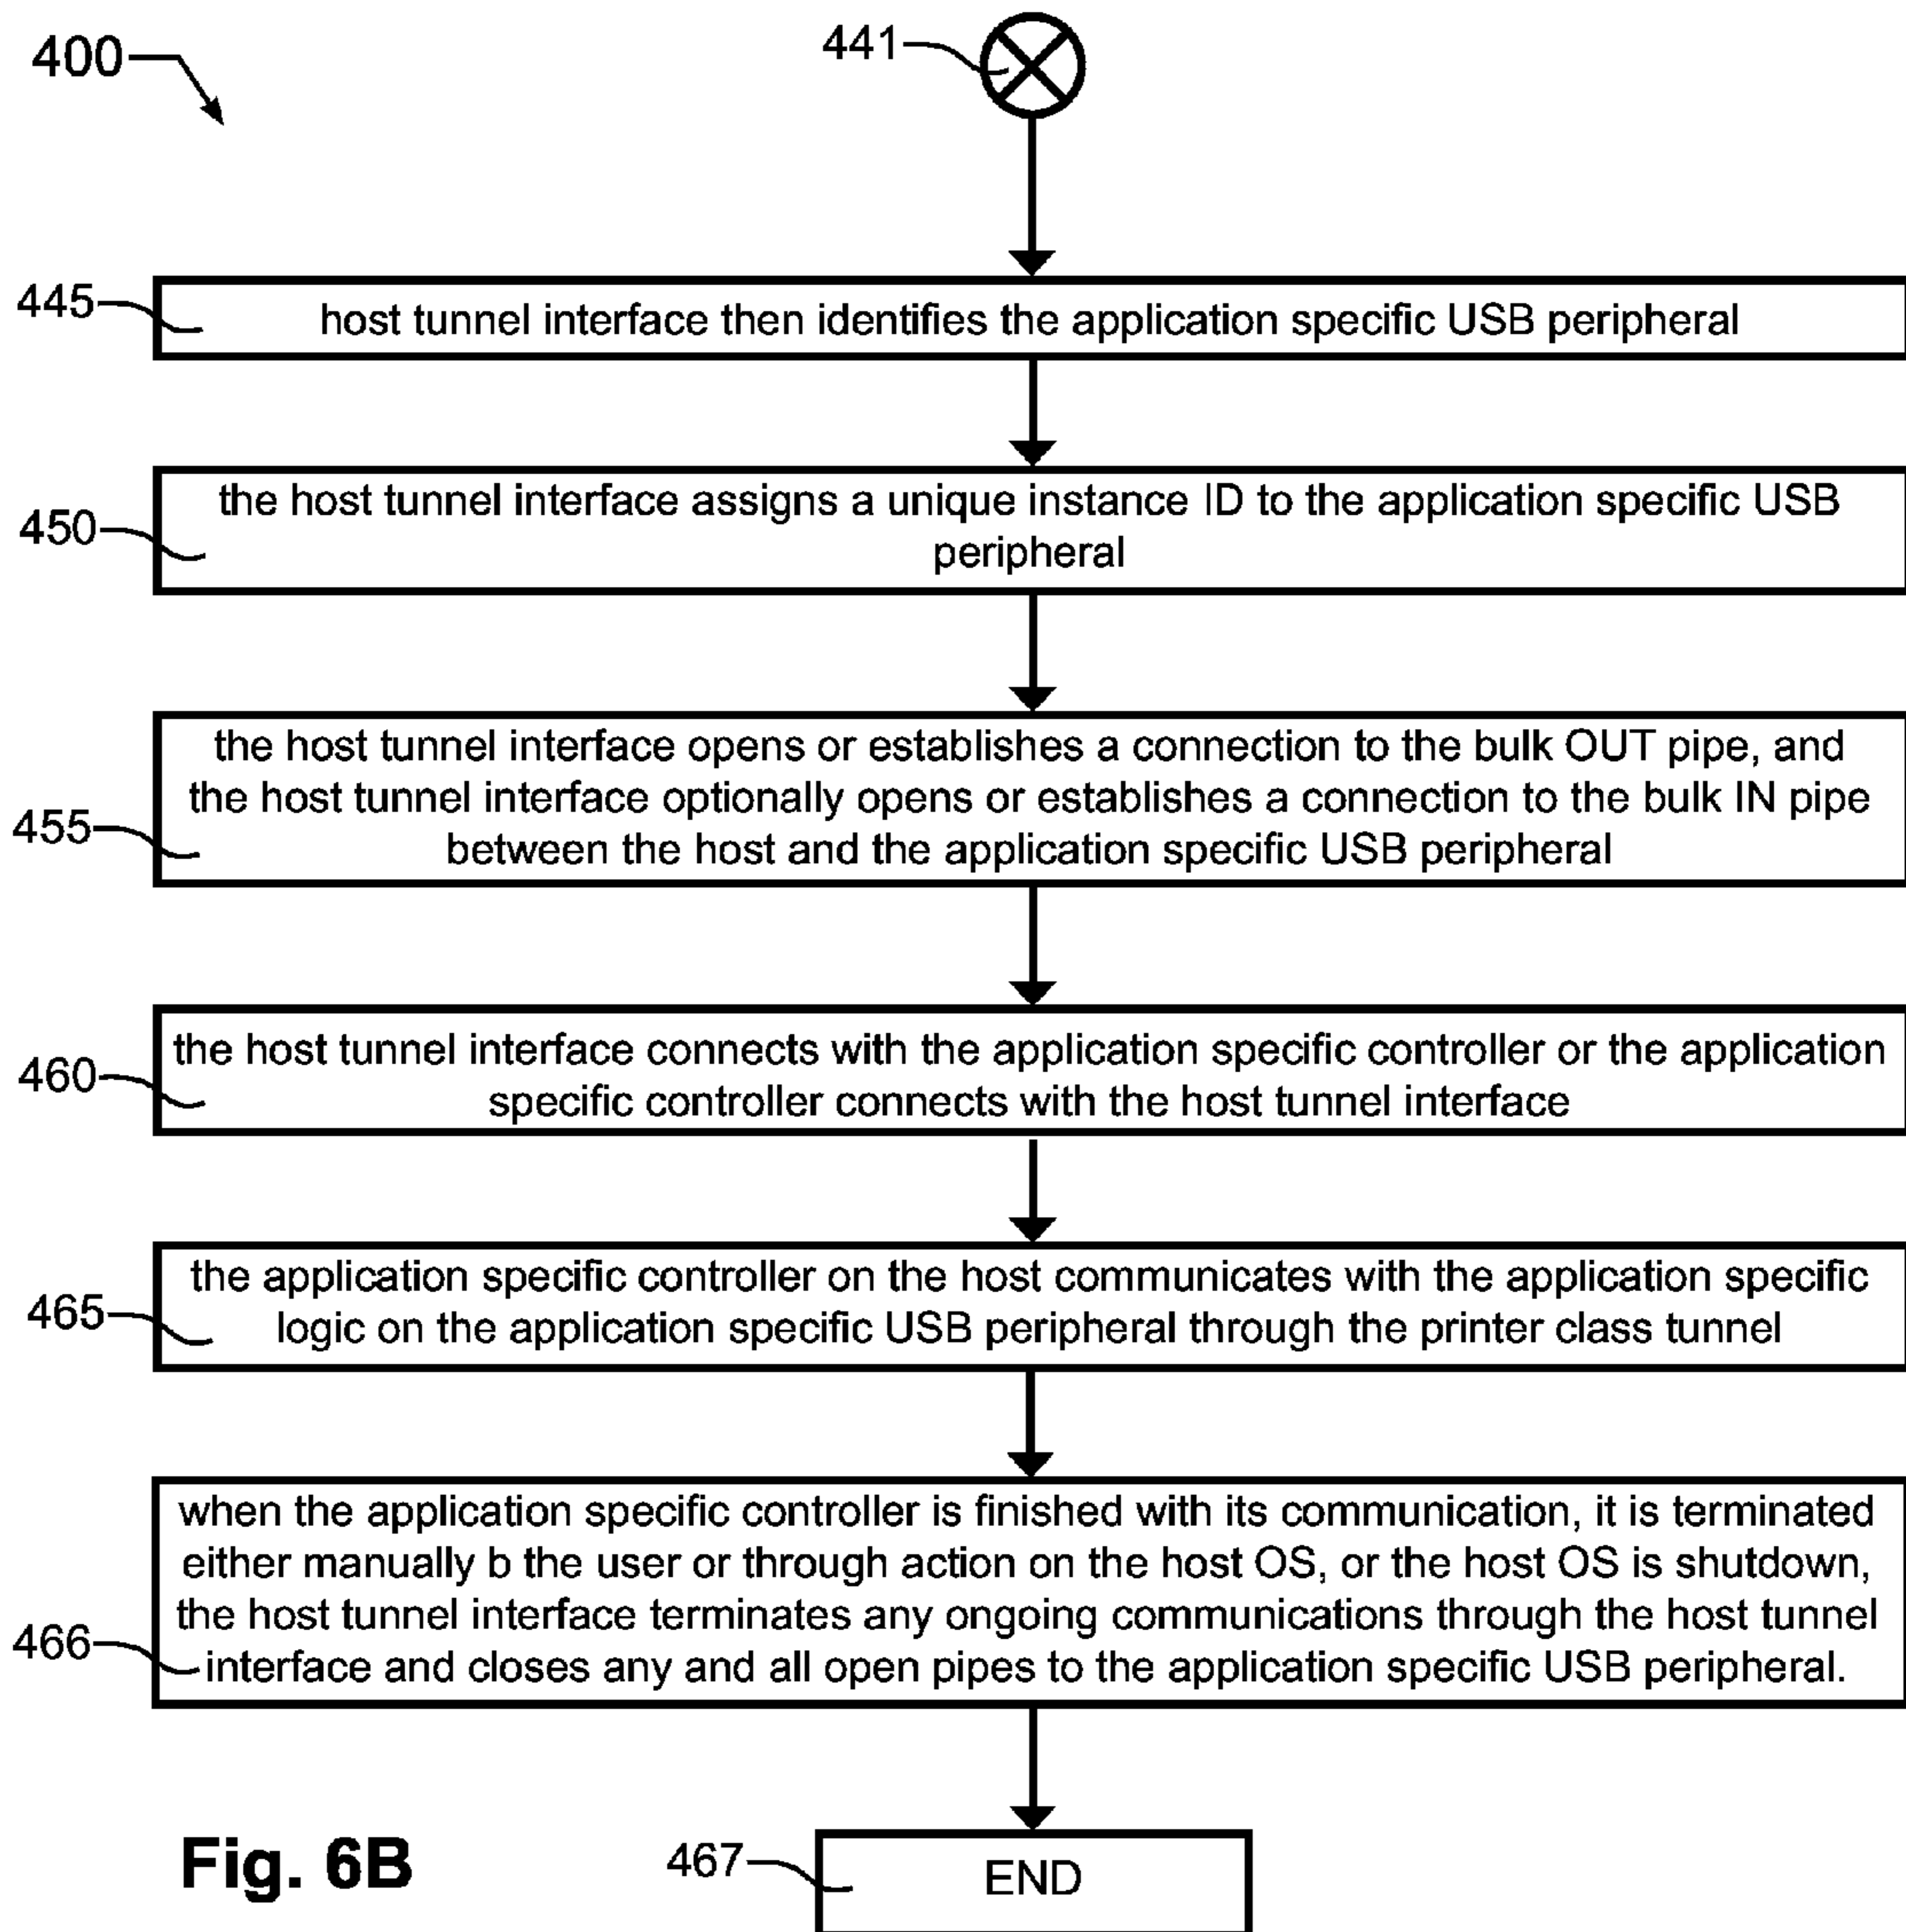 400
441
445
host tunnel interface then identifies the application specific USB peripheral
450
the host tunnel interface assigns a unique instance ID to the application specific USB
peripheral
455
the host tunnel interface opens or establishes a connection to the bulk OUT pipe, and
the host tunnel interface optionally opens or establishes a connection to the bulk IN pipe
between the host and the application specific USB peripheral
460
the host tunnel interface connects with the application specific controller or the application
specific controller connects with the host tunnel interface
465
the application specific controller on the host communicates with the application specific
logic on the application specific USB peripheral through the printer class tunnel
466
when the application specific controller is finished with its communication, it is terminated
either manually b the user or through action on the host OS, or the host OS is shutdown,
the host tunnel interface terminates any ongoing communications through the host tunnel
interface and closes any and all open pipes to the application specific USB peripheral.
Fig. 6B
467
END